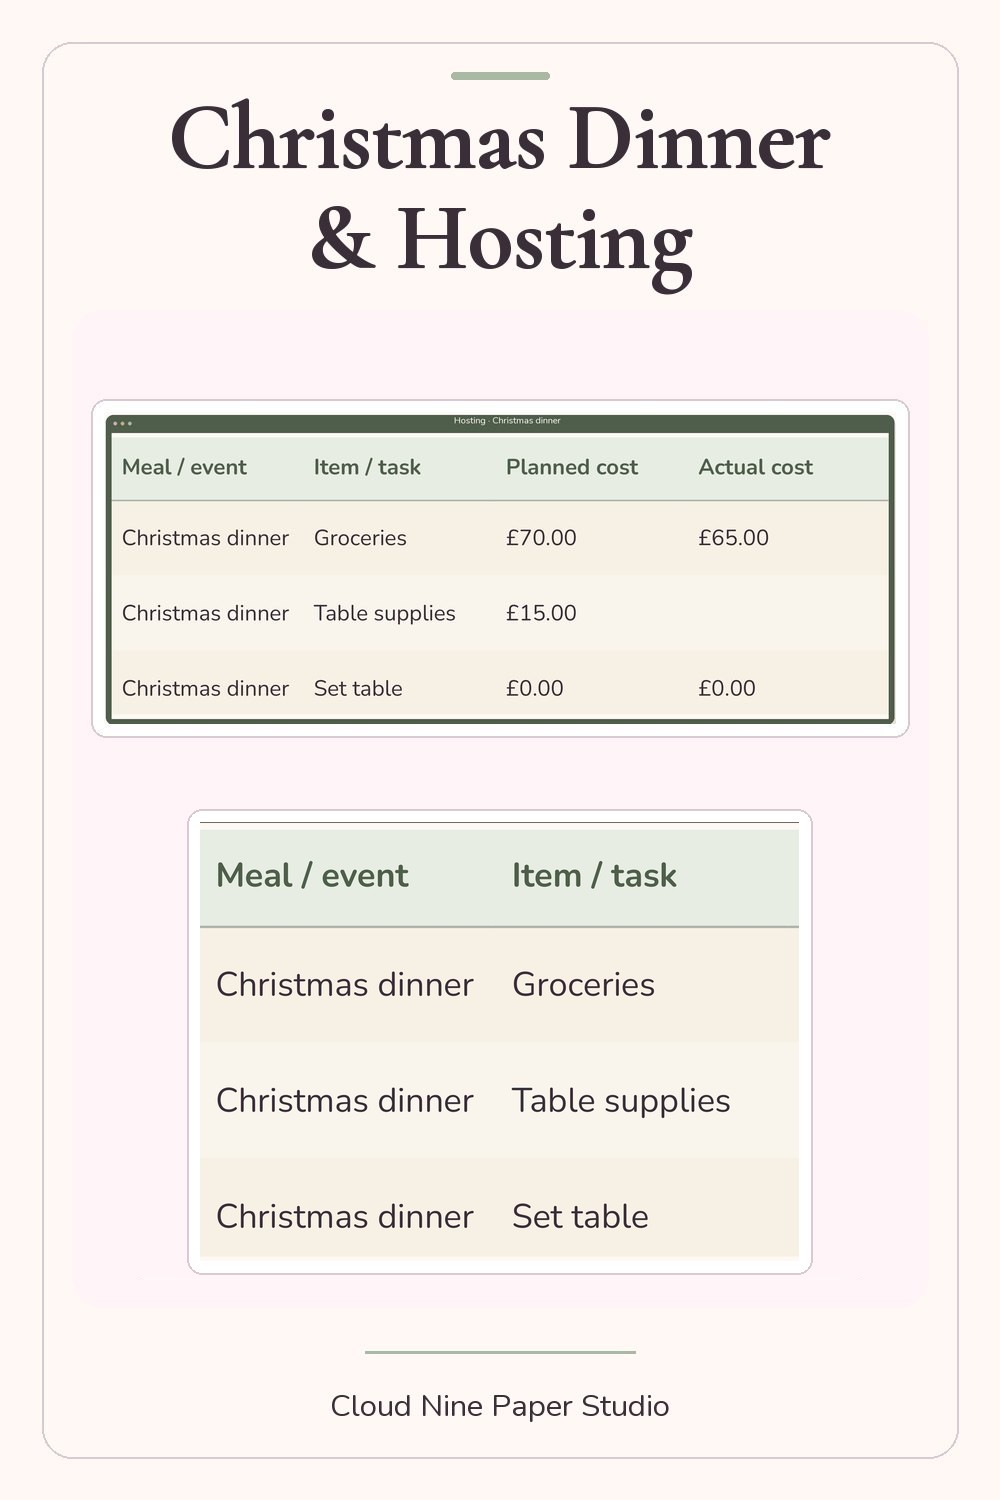 Christmas Dinner
& Hosting
Hosting · Christmas dinner
Meal / event Item / task Planned cost Actual cost
Christmas dinner Groceries £70.00 £65.00
Christmas dinner Table supplies £15.00
Christmas dinner Set table £0.00 £0.00
Meal / event Item / task
Christmas dinner Groceries
Christmas dinner Table supplies
Christmas dinner Set table
Cloud Nine Paper Studio